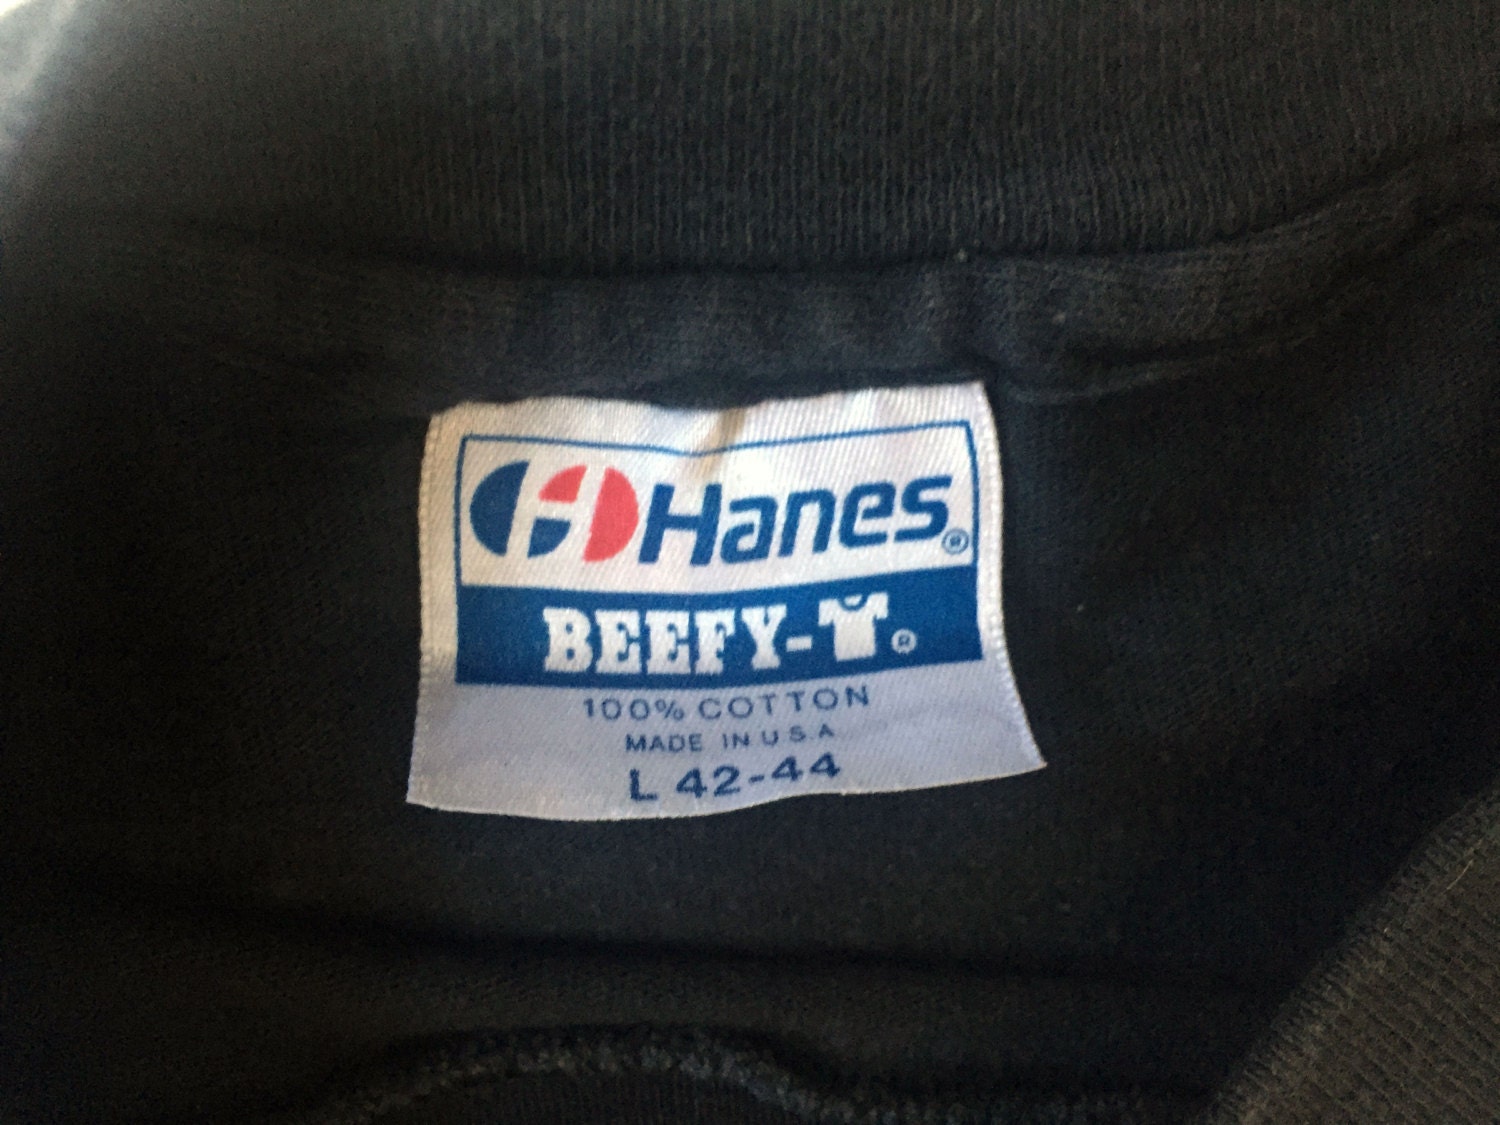 Hanes®
BEEFY-T®
100% COTTON
MADE IN U.S.A.
L 42-44